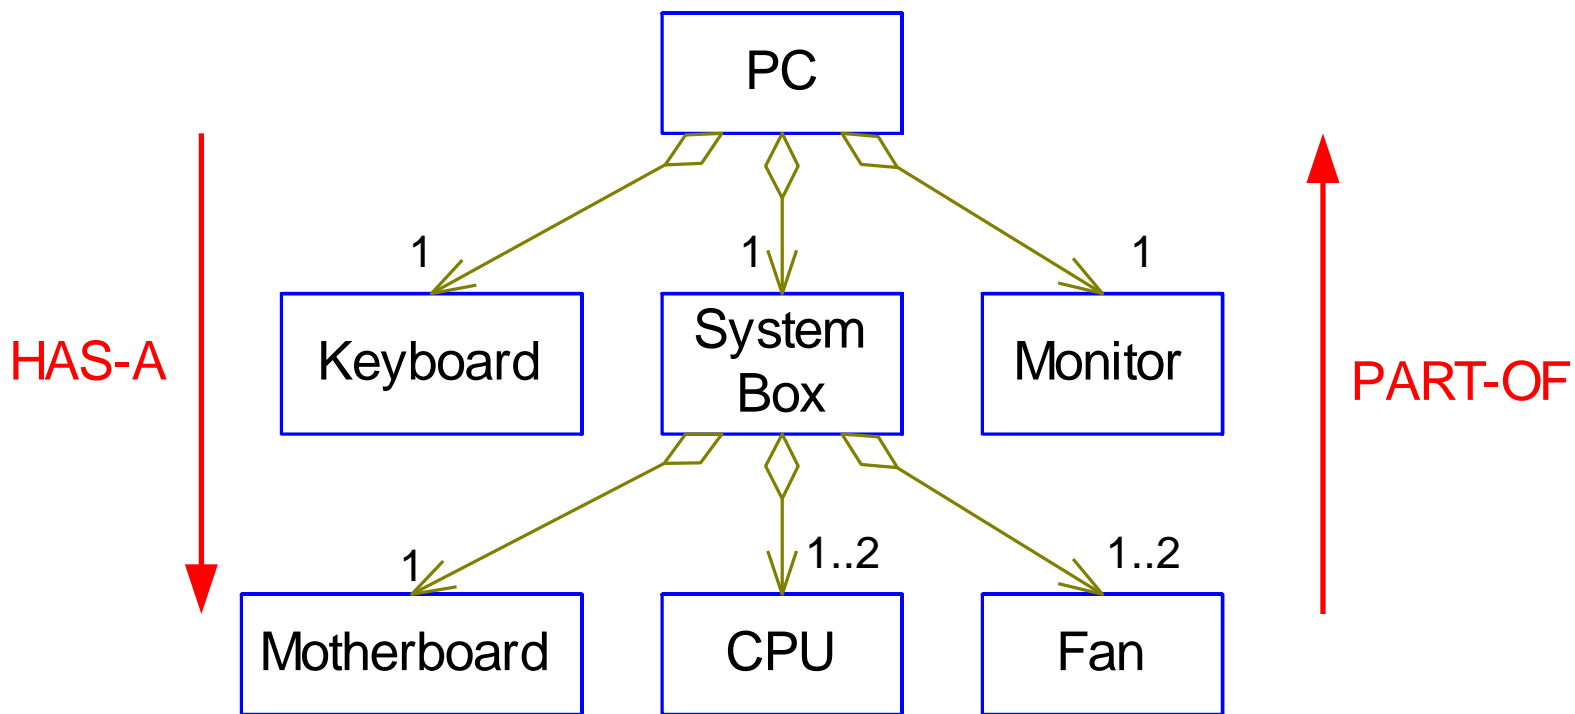 PC
1
1
1
HAS-A
Keyboard
System
Box
Monitor
PART-OF
1
1..2
1..2
Motherboard
CPU
Fan